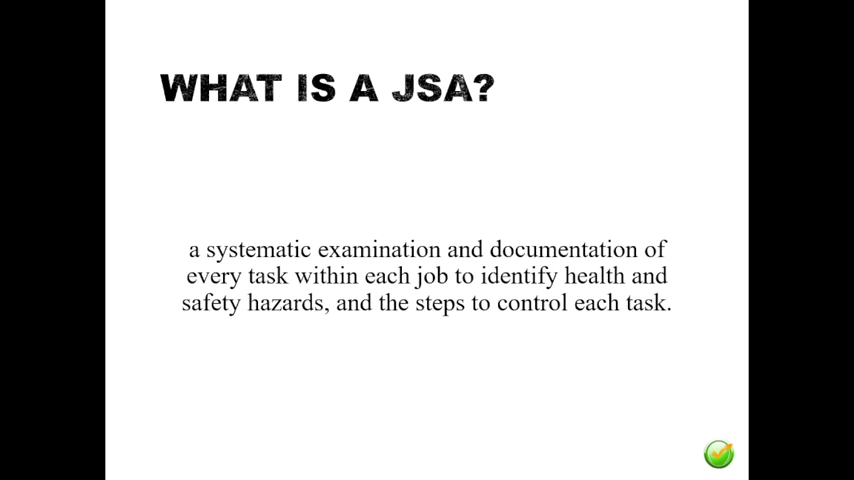 WHAT IS A JSA?
a systematic examination and documentation of
every task within each job to identify health and
safety hazards, and the steps to control each task.